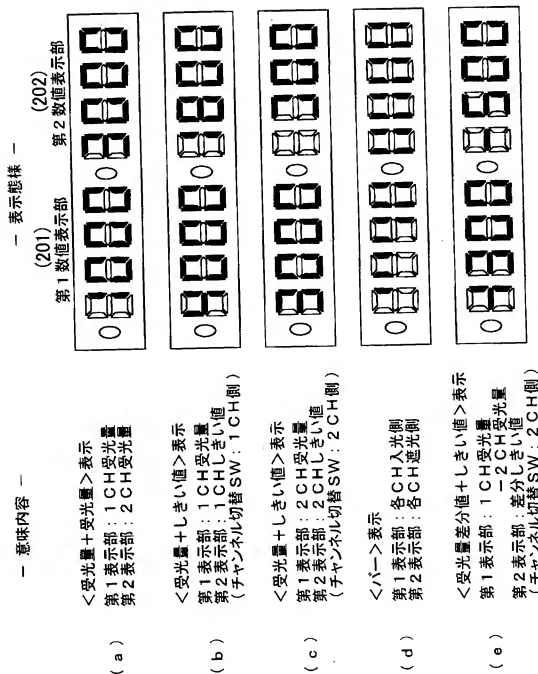 － 意味内容 －
－ 表示態様 －
(201)
第１数値表示部
(202)
第２数値表示部
(a)
＜受光量＋受光量＞表示
第１表示部：１ＣＨ受光量
第２表示部：２ＣＨ受光量
(b)
＜受光量＋しきい値＞表示
第１表示部：１ＣＨ受光量
第２表示部：１ＣＨしきい値
(チャンネル切替ＳＷ：１ＣＨ側)
(c)
＜受光量＋しきい値＞表示
第１表示部：２ＣＨ受光量
第２表示部：２ＣＨしきい値
(チャンネル切替ＳＷ：２ＣＨ側)
(d)
＜バー＞表示
第１表示部：各ＣＨ入光側
第２表示部：各ＣＨ遮光側
(e)
＜受光量差分値＋しきい値＞表示
第１表示部：１ＣＨ受光量
－２ＣＨ受光量
第２表示部：差分しきい値
(チャンネル切替ＳＷ：２ＣＨ側)